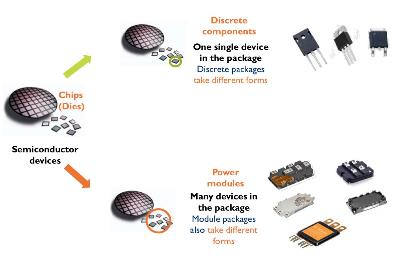 Discrete
components
One single device
in the package
Discrete packages
take different forms
Chips
(Dies)
Semiconductor
devices
Power
modules
Many devices in
the package
Module packages
also take different
forms